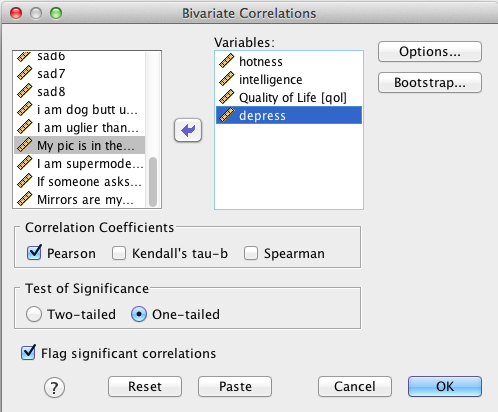 Bivariate Correlations
Variables:
sad6
sad7
sad8
i am dog butt u...
I am uglier than...
My pic is in the...
I am supermode...
If someone asks...
Mirrors are my...
hotness
intelligence
Quality of Life [qol]
depress
Options...
Bootstrap...
Correlation Coefficients
Pearson Kendall's tau-b Spearman
Test of Significance
Two-tailed One-tailed
Flag significant correlations
? Reset Paste Cancel OK